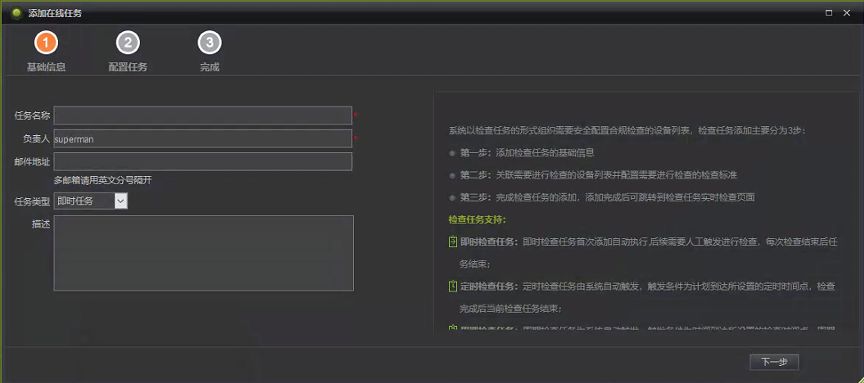 添加在线任务
1 2 3
基础信息 配置任务 完成
任务名称 *
负责人 superman *
邮件地址
多邮箱请用英文分号隔开
任务类型 即时任务
描述
系统以检查任务的形式组织需要安全配置合规检查的设备列表，检查任务添加主要分为3步：
第一步：添加检查任务的基础信息
第二步：关联需要进行检查的设备列表并配置需要进行检查的检查标准
第三步：完成检查任务的添加，添加完成后可跳转到检查任务实时检查页面
检查任务支持：
即时检查任务：即时检查任务首次添加自动执行,后续需要人工触发进行检查，每次检查结束后任
务结束；
定时检查任务：定时检查任务由系统自动触发，触发条件为计划到达所设置的定时时间点，检查
完成后当前检查任务结束；
下一步